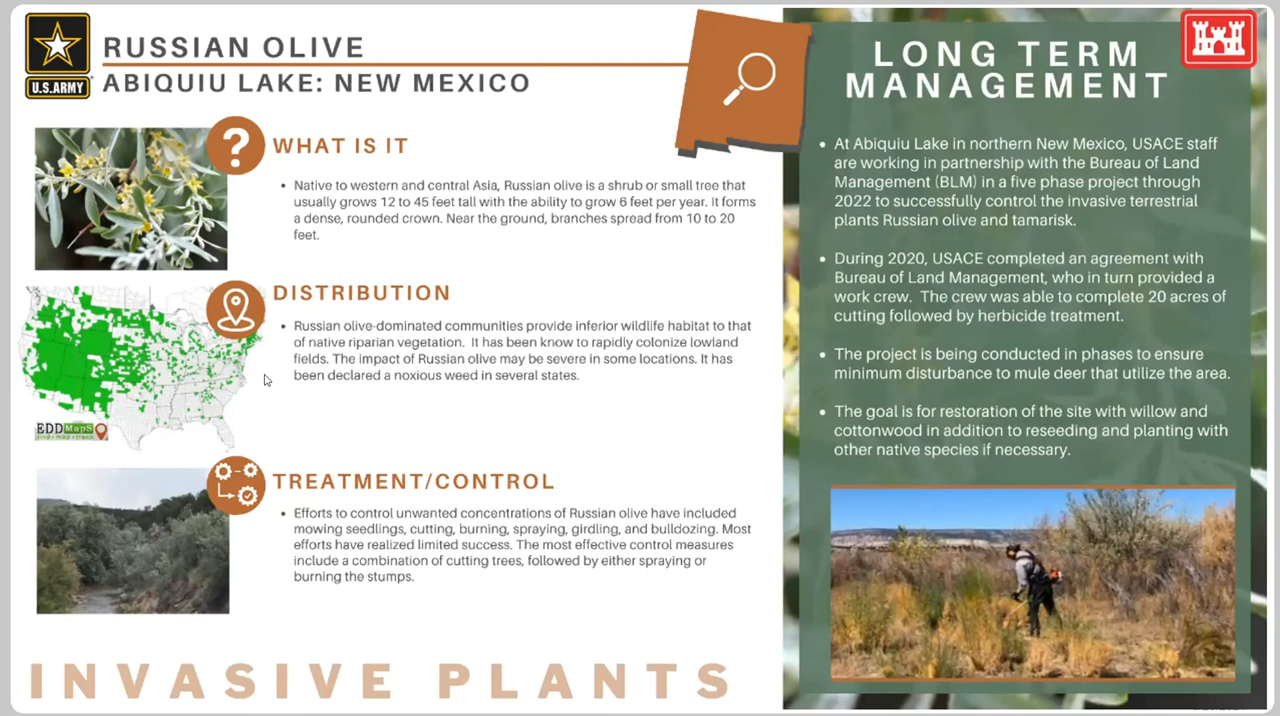 U.S.ARMY
RUSSIAN OLIVE
ABIQUIU LAKE: NEW MEXICO
?
WHAT IS IT
• Native to western and central Asia, Russian olive is a shrub or small tree that
usually grows 12 to 45 feet tall with the ability to grow 6 feet per year. It forms
a dense, rounded crown. Near the ground, branches spread from 10 to 20
feet.
DISTRIBUTION
• Russian olive-dominated communities provide inferior wildlife habitat to that
of native riparian vegetation. It has been know to rapidly colonize lowland
fields. The impact of Russian olive may be severe in some locations. It has
been declared a noxious weed in several states.
EDDMapS
TREATMENT/CONTROL
• Efforts to control unwanted concentrations of Russian olive have included
mowing seedlings, cutting, burning, spraying, girdling, and bulldozing. Most
efforts have realized limited success. The most effective control measures
include a combination of cutting trees, followed by either spraying or
burning the stumps.
INVASIVE PLANTS
LONG TERM
MANAGEMENT
• At Abiquiu Lake in northern New Mexico, USACE staff
are working in partnership with the Bureau of Land
Management (BLM) in a five phase project through
2022 to successfully control the invasive terrestrial
plants Russian olive and tamarisk.
• During 2020, USACE completed an agreement with
Bureau of Land Management, who in turn provided a
work crew. The crew was able to complete 20 acres of
cutting followed by herbicide treatment.
• The project is being conducted in phases to ensure
minimum disturbance to mule deer that utilize the area.
• The goal is for restoration of the site with willow and
cottonwood in addition to reseeding and planting with
other native species if necessary.